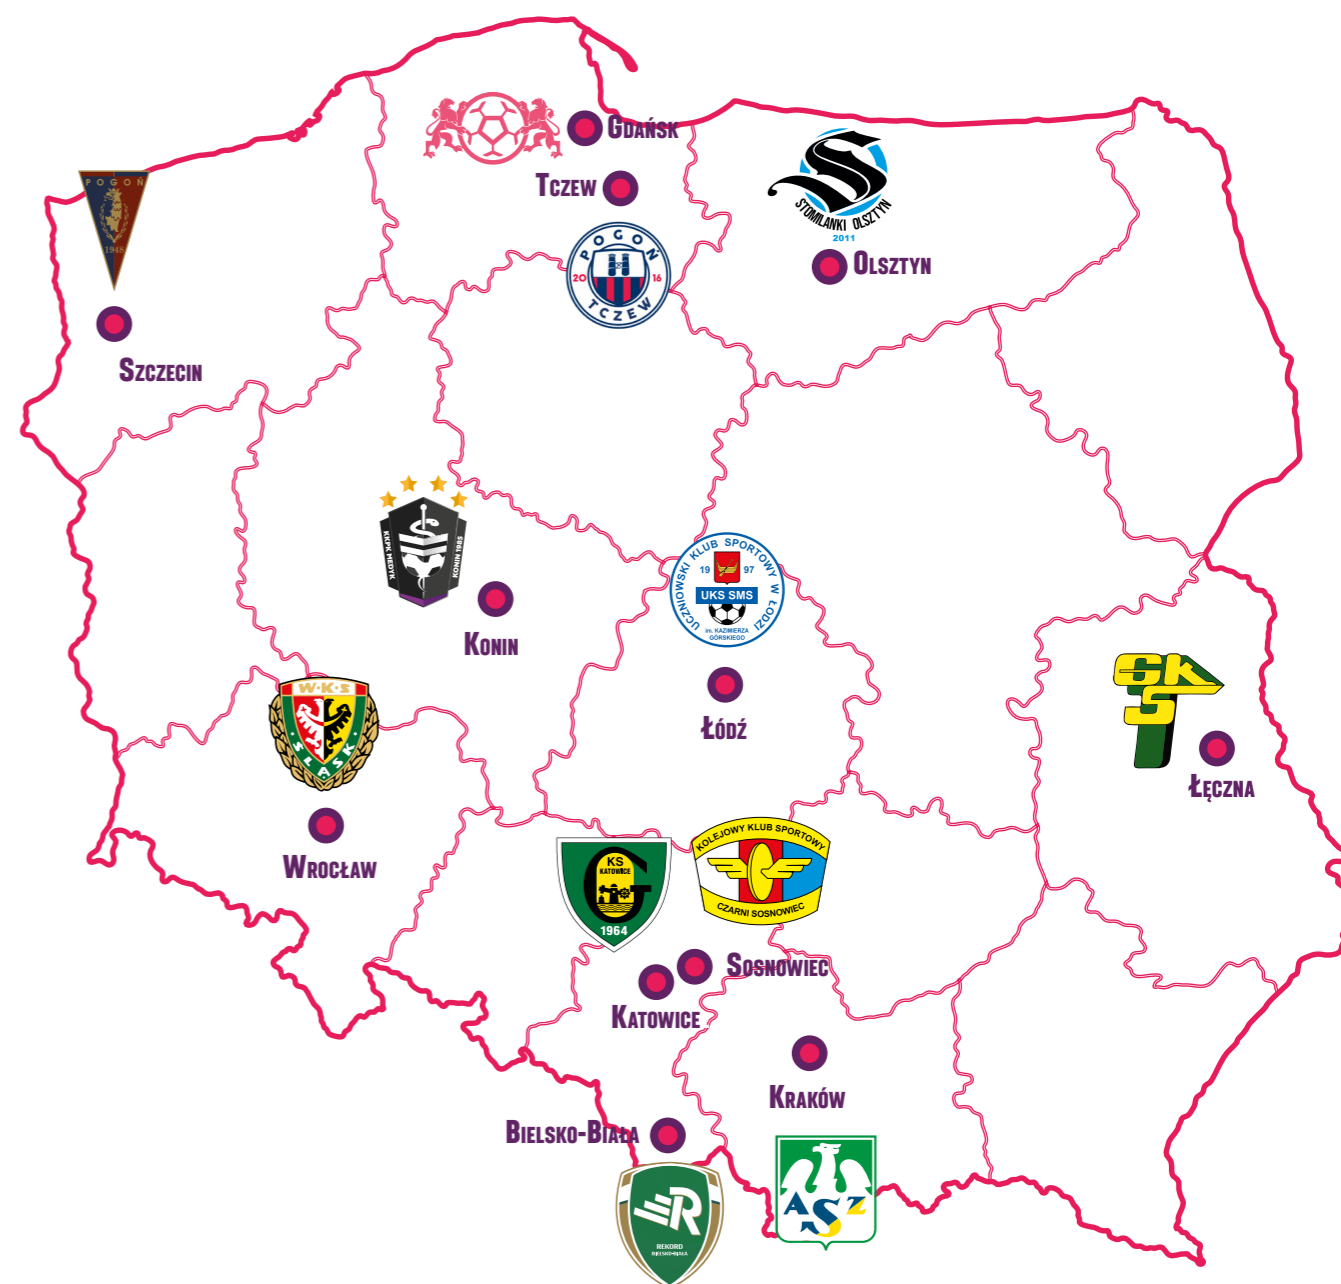 GDAŃSK
TCZEW
STOMILANKI OLSZTYN
2011
POGOŃ
1948
POGOŃ
20 16
TCZEW
OLSZTYN
SZCZECIN
KKPK MEDYK
KONIN 1985
KONIN
UCZNIOWSKI KLUB SPORTOWY W ŁODZI
19 97
UKS SMS
im. KAZIMIERZA
GÓRSKIEGO
ŁÓDŹ
GKS
ŁĘCZNA
W·K·S
ŚLĄSK
WROCŁAW
G
KS
KATOWICE
1964
KOLEJOWY KLUB SPORTOWY
CZARNI SOSNOWIEC
SOSNOWIEC
KATOWICE
KRAKÓW
BIELSKO-BIAŁA
R
REKORD
BIELSKO-BIAŁA
AZS